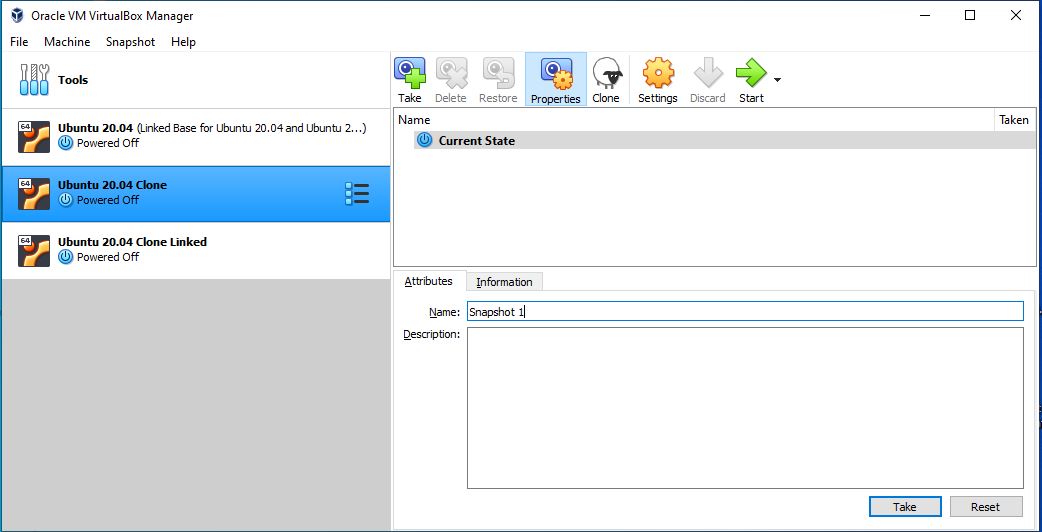 Oracle VM VirtualBox Manager
File Machine Snapshot Help
Tools
64 Ubuntu 20.04 (Linked Base for Ubuntu 20.04 and Ubuntu 2...)
Powered Off
64 Ubuntu 20.04 Clone
Powered Off
64 Ubuntu 20.04 Clone Linked
Powered Off
Take Delete Restore Properties Clone Settings Discard Start
Name Taken
Current State
Attributes Information
Name: Snapshot 1
Description:
Take Reset